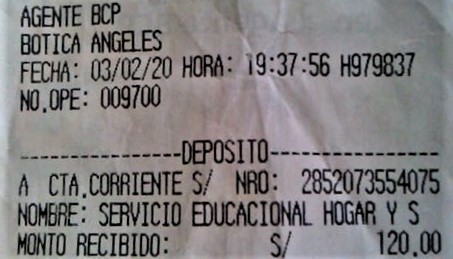 AGENTE BCP
BOTICA ANGELES
FECHA: 03/02/20 HORA: 19:37:56 H979837
NO.OPE: 009700
-----------------DEPOSITO-----------------
A CTA.CORRIENTE S/ NRO: 2852073554075
NOMBRE: SERVICIO EDUCACIONAL HOGAR Y S
MONTO RECIBIDO: S/ 120.00